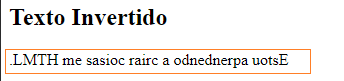 Texto Invertido
.LMTH me sasioc rairc a odnednerpa uotsE